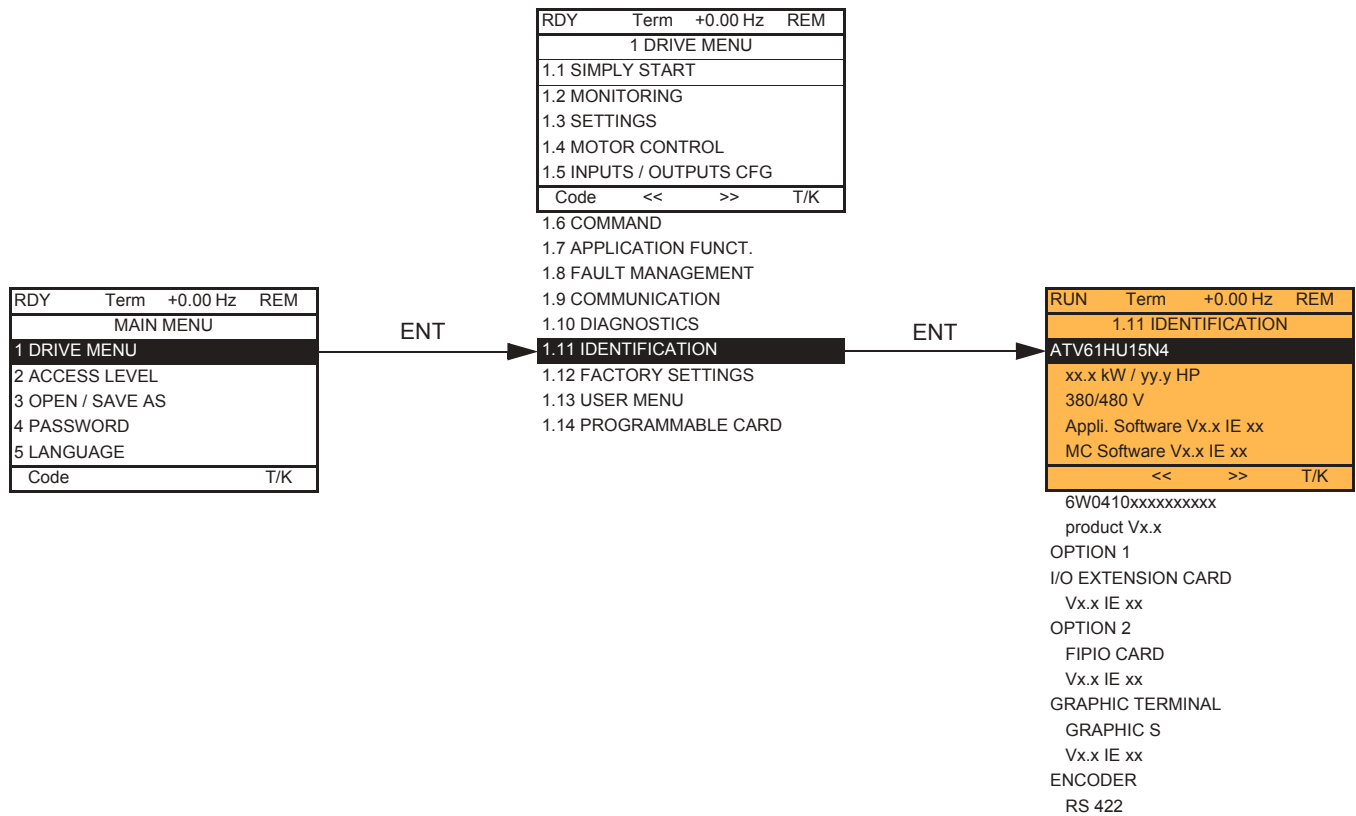 RDY Term +0.00 Hz REM
MAIN MENU
1 DRIVE MENU
2 ACCESS LEVEL
3 OPEN / SAVE AS
4 PASSWORD
5 LANGUAGE
Code T/K
ENT
RDY Term +0.00 Hz REM
1 DRIVE MENU
1.1 SIMPLY START
1.2 MONITORING
1.3 SETTINGS
1.4 MOTOR CONTROL
1.5 INPUTS / OUTPUTS CFG
Code << >> T/K
1.6 COMMAND
1.7 APPLICATION FUNCT.
1.8 FAULT MANAGEMENT
1.9 COMMUNICATION
1.10 DIAGNOSTICS
1.11 IDENTIFICATION
1.12 FACTORY SETTINGS
1.13 USER MENU
1.14 PROGRAMMABLE CARD
ENT
RUN Term +0.00 Hz REM
1.11 IDENTIFICATION
ATV61HU15N4
xx.x kW / yy.y HP
380/480 V
Appli. Software Vx.x IE xx
MC Software Vx.x IE xx
<< >> T/K
6W0410xxxxxxxxxx
product Vx.x
OPTION 1
I/O EXTENSION CARD
Vx.x IE xx
OPTION 2
FIPIO CARD
Vx.x IE xx
GRAPHIC TERMINAL
GRAPHIC S
Vx.x IE xx
ENCODER
RS 422